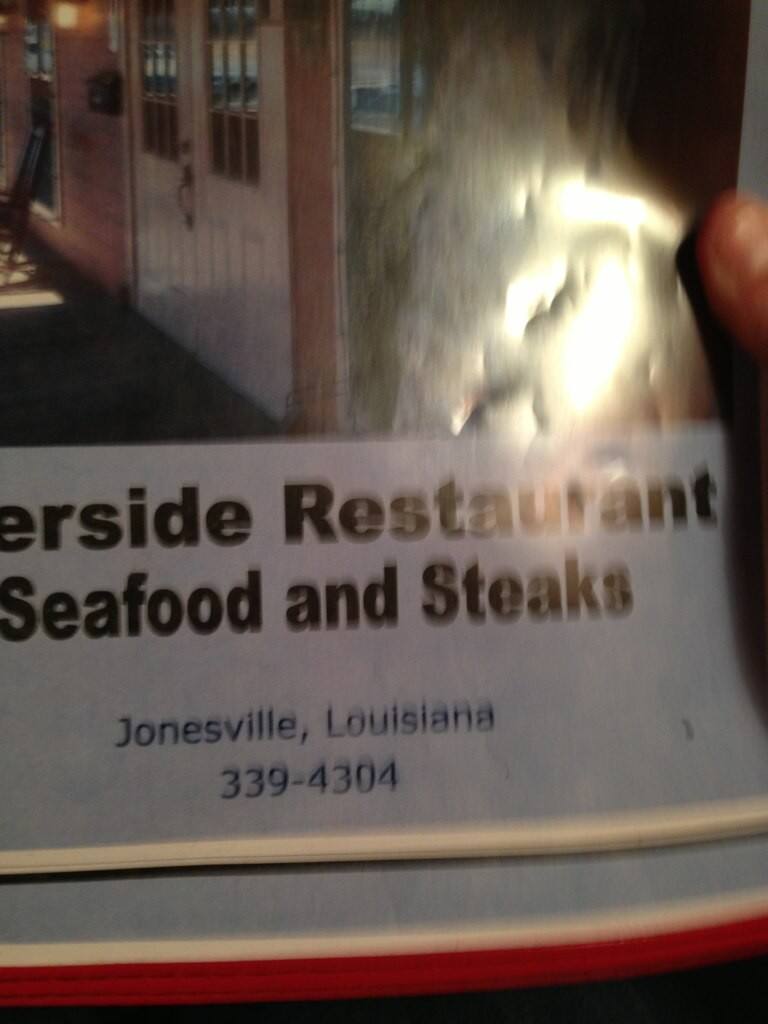 erside Restaurant
Seafood and Steaks
Jonesville, Louisiana
339-4304